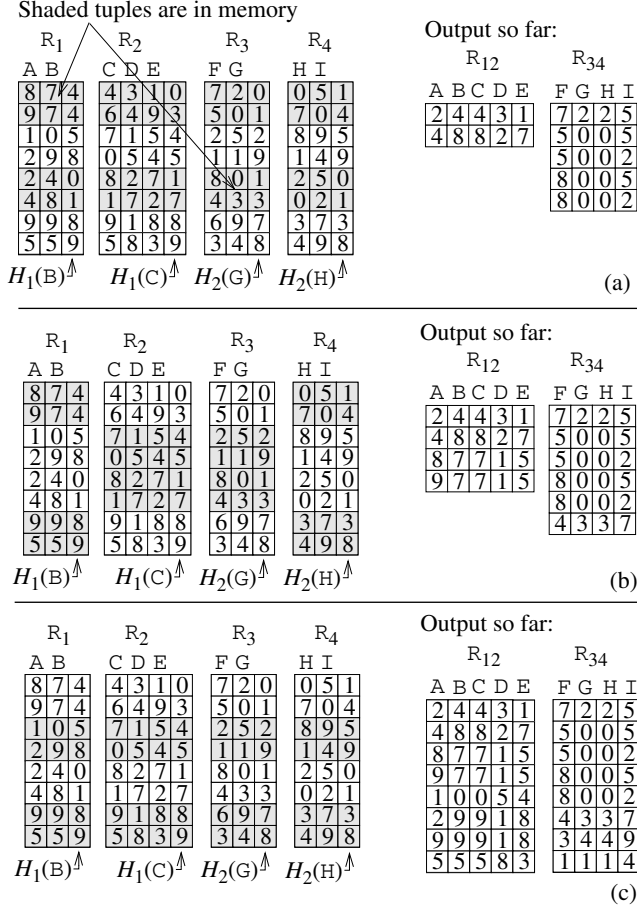 Shaded tuples are in memory
R1 R2 R3 R4
A B C D E F G H I
8 7 4 4 3 1 0 7 2 0 0 5 1
9 7 4 6 4 9 3 5 0 1 7 0 4
1 0 5 7 1 5 4 2 5 2 8 9 5
2 9 8 0 5 4 5 1 1 9 1 4 9
2 4 0 8 2 7 1 8 0 1 2 5 0
4 8 1 1 7 2 7 4 3 3 0 2 1
9 9 8 9 1 8 8 6 9 7 3 7 3
5 5 9 5 8 3 9 3 4 8 4 9 8
H1(B) H1(C) H2(G) H2(H)
Output so far:
R12
A B C D E
2 4 4 3 1
4 8 8 2 7
R34
F G H I
7 2 2 5
5 0 0 5
5 0 0 2
8 0 0 5
8 0 0 2
(a)
R1 R2 R3 R4
A B C D E F G H I
8 7 4 4 3 1 0 7 2 0 0 5 1
9 7 4 6 4 9 3 5 0 1 7 0 4
1 0 5 7 1 5 4 2 5 2 8 9 5
2 9 8 0 5 4 5 1 1 9 1 4 9
2 4 0 8 2 7 1 8 0 1 2 5 0
4 8 1 1 7 2 7 4 3 3 0 2 1
9 9 8 9 1 8 8 6 9 7 3 7 3
5 5 9 5 8 3 9 3 4 8 4 9 8
H1(B) H1(C) H2(G) H2(H)
Output so far:
R12
A B C D E
2 4 4 3 1
4 8 8 2 7
8 7 7 1 5
9 7 7 1 5
R34
F G H I
7 2 2 5
5 0 0 5
5 0 0 2
8 0 0 5
8 0 0 2
4 3 3 7
(b)
R1 R2 R3 R4
A B C D E F G H I
8 7 4 4 3 1 0 7 2 0 0 5 1
9 7 4 6 4 9 3 5 0 1 7 0 4
1 0 5 7 1 5 4 2 5 2 8 9 5
2 9 8 0 5 4 5 1 1 9 1 4 9
2 4 0 8 2 7 1 8 0 1 2 5 0
4 8 1 1 7 2 7 4 3 3 0 2 1
9 9 8 9 1 8 8 6 9 7 3 7 3
5 5 9 5 8 3 9 3 4 8 4 9 8
H1(B) H1(C) H2(G) H2(H)
Output so far:
R12
A B C D E
2 4 4 3 1
4 8 8 2 7
8 7 7 1 5
9 7 7 1 5
1 0 0 5 4
2 9 9 1 8
9 9 9 1 8
5 5 5 8 3
R34
F G H I
7 2 2 5
5 0 0 5
5 0 0 2
8 0 0 5
8 0 0 2
4 3 3 7
3 4 4 9
1 1 1 4
(c)